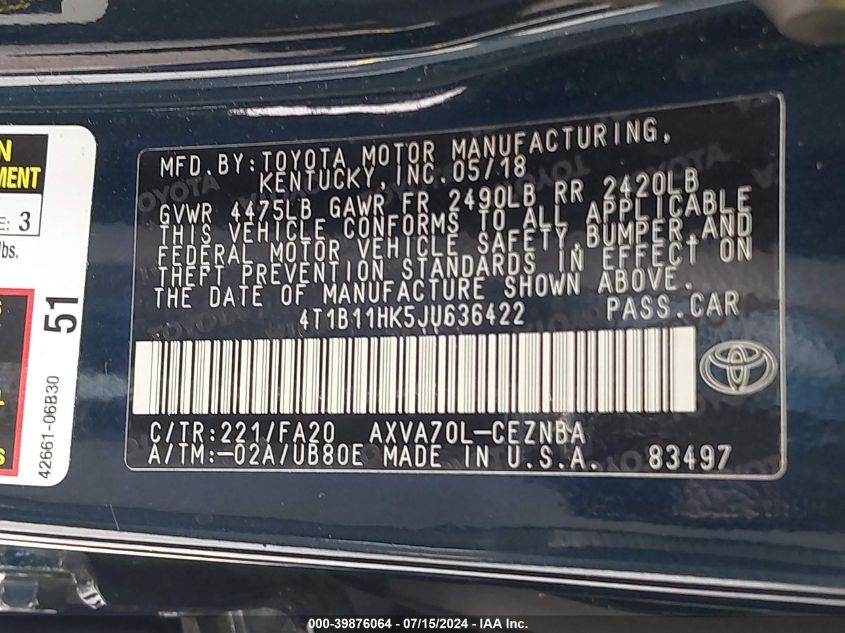 N
MENT
E: 3
lbs.
51
42661-06B30
S
MFD. BY: TOYOTA MOTOR MANUFACTURING,
KENTUCKY, INC. 05/18
GVWR 4475LB GAWR FR 2490LB RR 2420LB
THIS VEHICLE CONFORMS TO ALL APPLICABLE
FEDERAL MOTOR VEHICLE SAFETY, BUMPER, AND
THEFT PREVENTION STANDARDS IN EFFECT ON
THE DATE OF MANUFACTURE SHOWN ABOVE.
4T1B11HK5JU636422 PASS. CAR
C/TR: 221/FA20 AXVA70L-CEZNBA
A/TM:-02A/UB80E MADE IN U.S.A. 83497
000-39876064 / 07/15/2024 - IAA Inc.